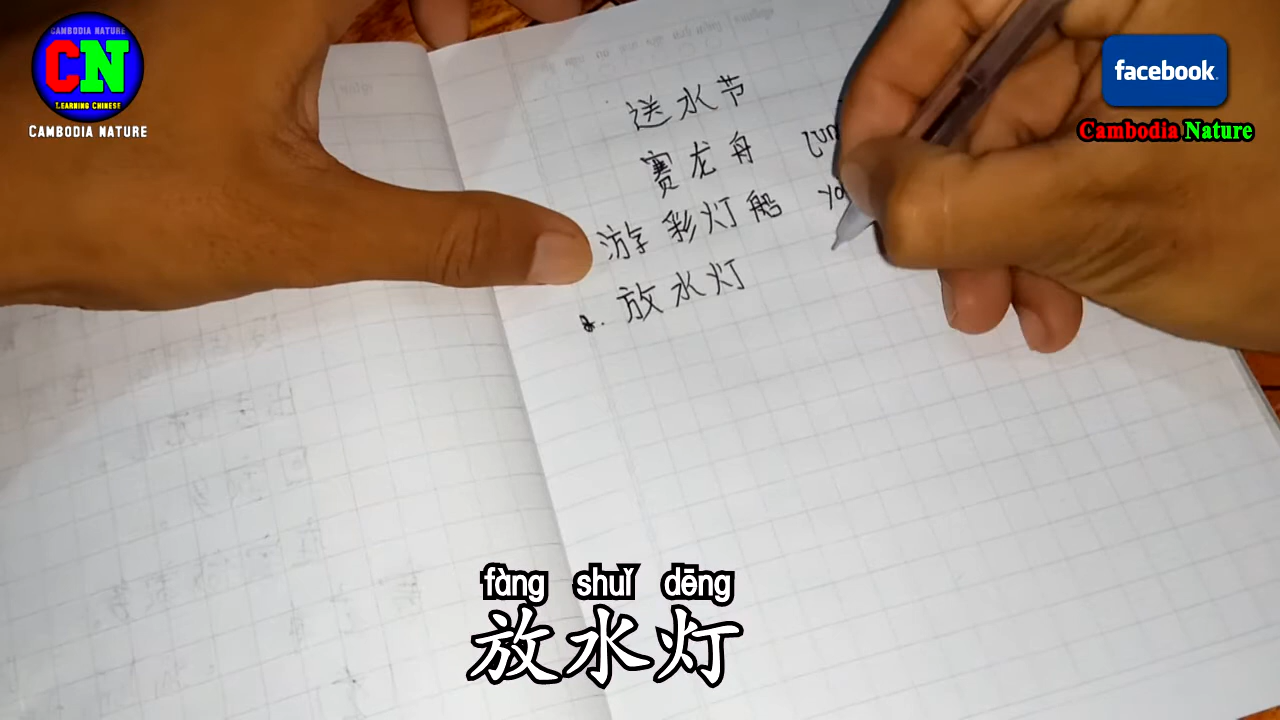 CAMBODIA NATURE
CN
LEARNING CHINESE
CAMBODIA NATURE
facebook
Cambodia Nature
送水节
赛龙舟
游彩灯船
放水灯
fàng shuǐ dēng
放水灯